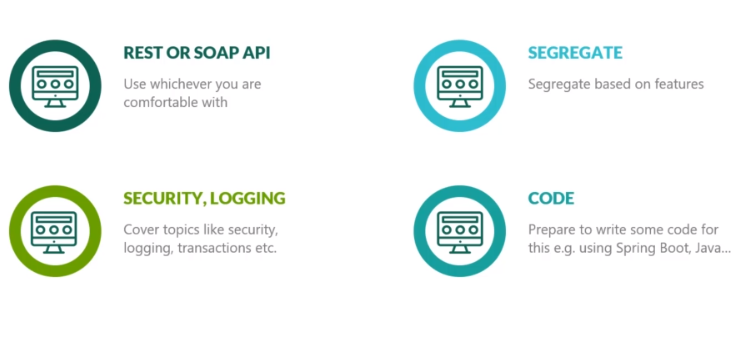 REST OR SOAP API
Use whichever you are
comfortable with
SEGREGATE
Segregate based on features
SECURITY, LOGGING
Cover topics like security,
logging, transactions etc.
CODE
Prepare to write some code for
this e.g. using Spring Boot, Java...